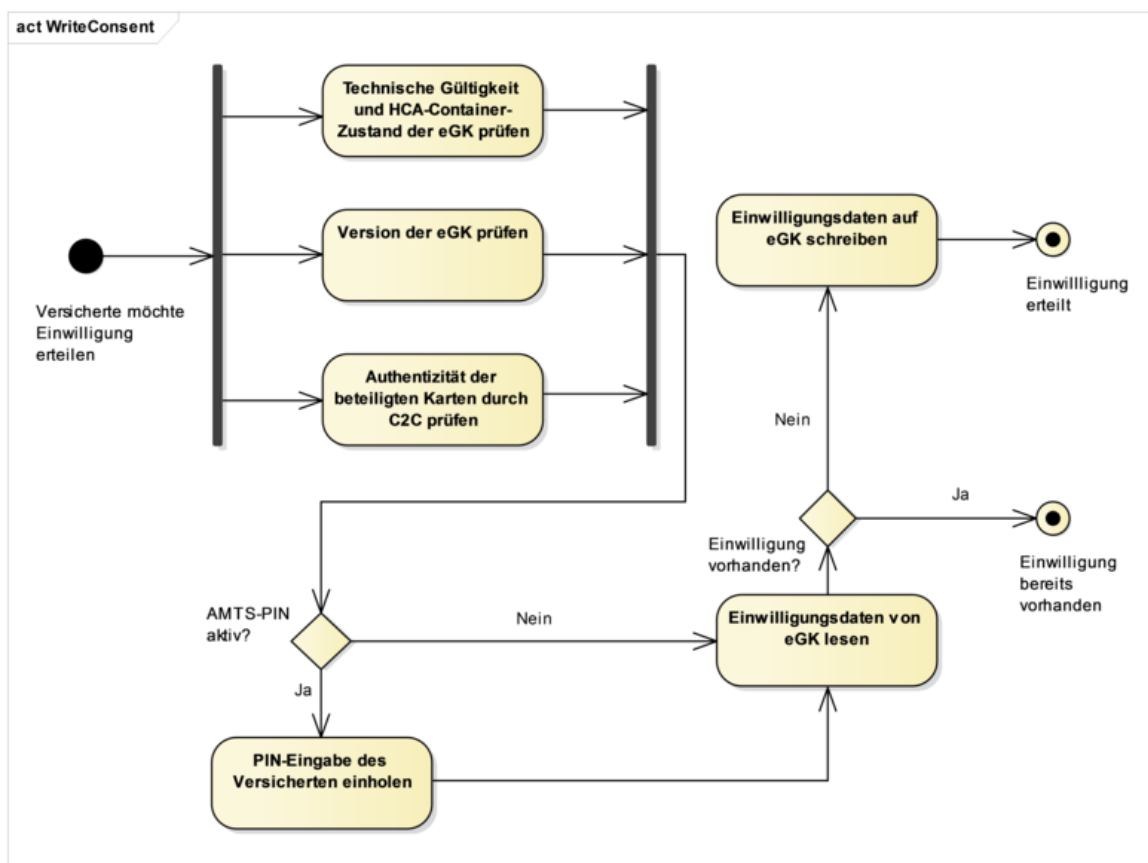 act WriteConsent
Technische Gültigkeit
und HCA-Container-
Zustand der eGK prüfen
Version der eGK prüfen
Authentizität der
beteiligten Karten durch
C2C prüfen
Versicherte möchte
Einwilligung
erteilen
Einwilligungsdaten auf
eGK schreiben
Einwillligung
erteilt
Nein
Ja
Einwilligung
vorhanden?
Einwilligung
bereits
vorhanden
AMTS-PIN
aktiv?
Nein
Einwilligungsdaten von
eGK lesen
Ja
PIN-Eingabe des
Versicherten einholen